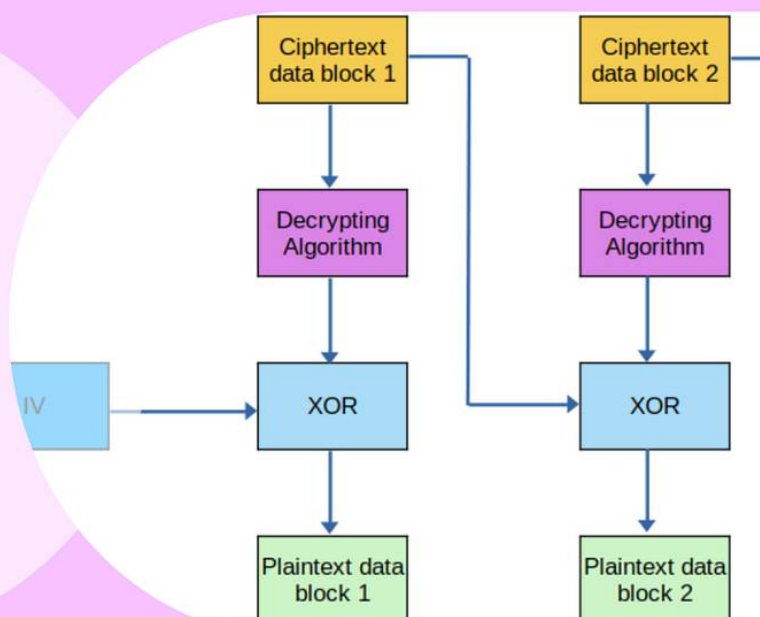 Ciphertext
data block 1
Ciphertext
data block 2
Decrypting
Algorithm
Decrypting
Algorithm
IV
XOR
XOR
Plaintext data
block 1
Plaintext data
block 2